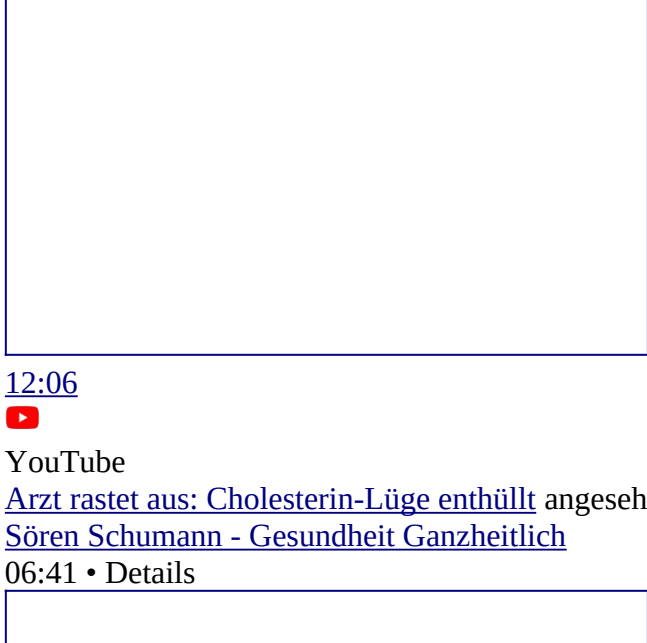 12:06
YouTube
Arzt rastet aus: Cholesterin-Lüge enthüllt angeseh
Sören Schumann - Gesundheit Ganzheitlich
06:41 • Details